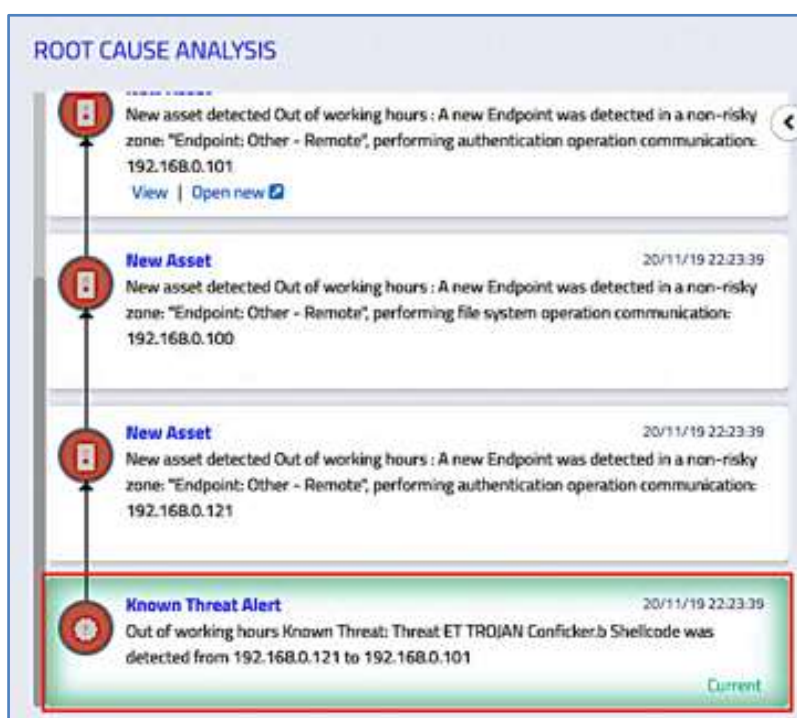 ROOT CAUSE ANALYSIS
New asset detected Out of working hours : A new Endpoint was detected in a non-risky
zone: "Endpoint: Other - Remote", performing authentication operation communication:
192.168.0.101
View | Open new
New Asset 20/11/19 22:23:39
New asset detected Out of working hours : A new Endpoint was detected in a non-risky
zone: "Endpoint: Other - Remote", performing file system operation communication:
192.168.0.100
New Asset 20/11/19 22:23:39
New asset detected Out of working hours : A new Endpoint was detected in a non-risky
zone: "Endpoint: Other - Remote", performing authentication operation communication:
192.168.0.121
Known Threat Alert 20/11/19 22:23:39
Out of working hours Known Threat: Threat ET TROJAN Conficker.b Shellcode was
detected from 192.168.0.121 to 192.168.0.101
Current